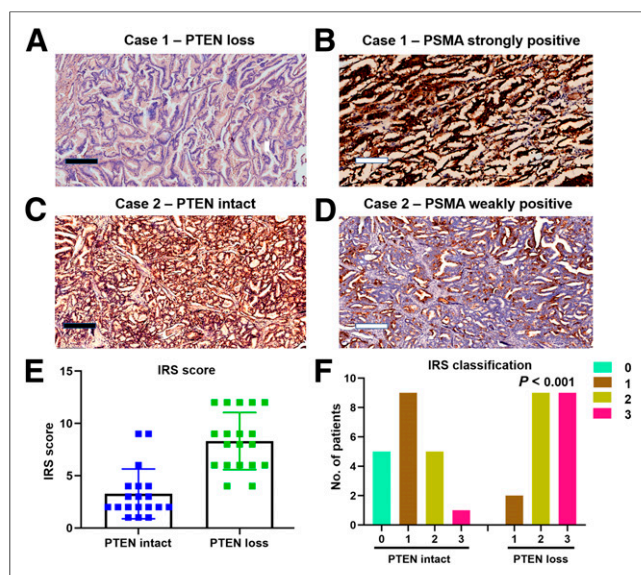 A
Case 1 – PTEN loss
B
Case 1 – PSMA strongly positive
C
Case 2 – PTEN intact
D
Case 2 – PSMA weakly positive
E
IRS score
IRS score
15
10
5
0
PTEN intact
PTEN loss
F
IRS classification
P < 0.001
No. of patients
10
8
6
4
2
0
0
1
2
3
1
2
3
PTEN intact
PTEN loss
0
1
2
3